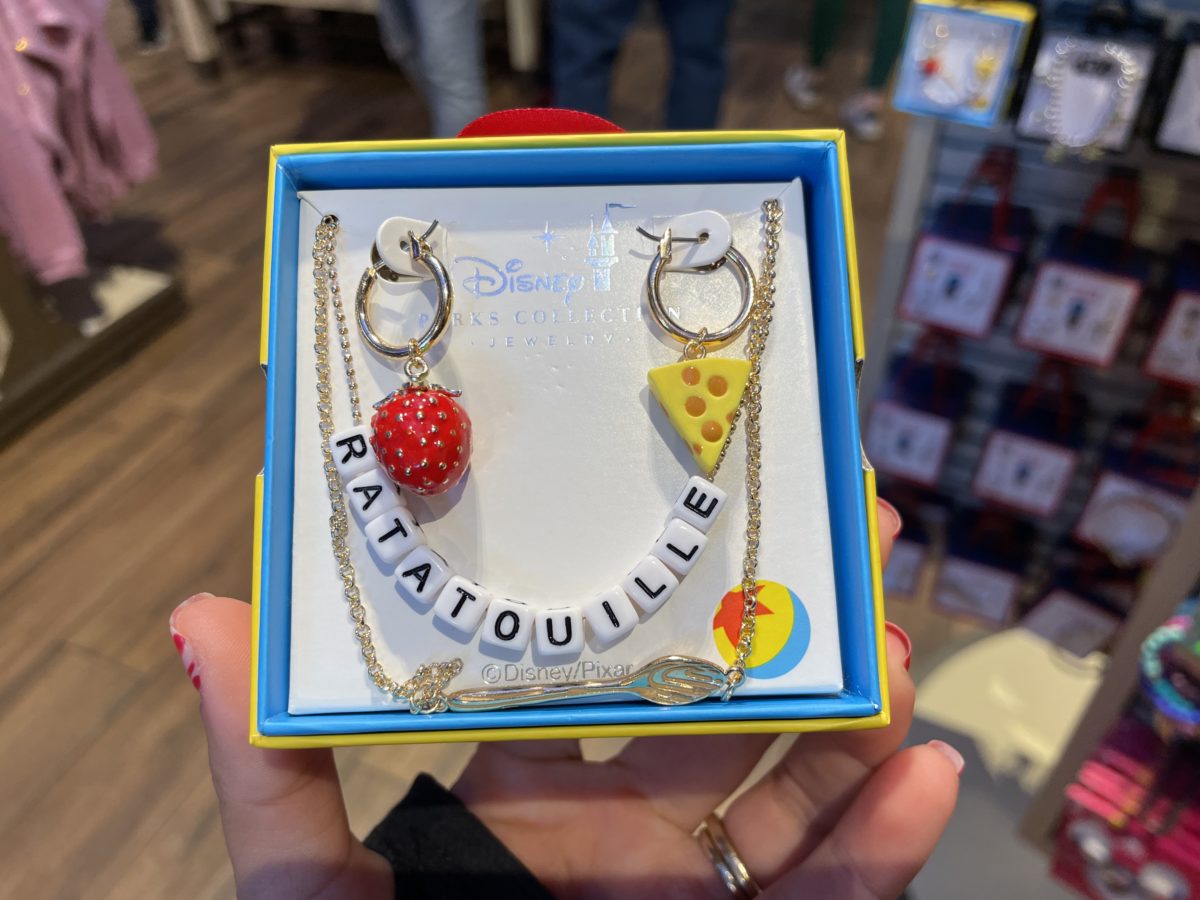 Disney
PARKS COLLECTION
· JEWELRY ·
RATATOUILLE
©Disney/Pixar